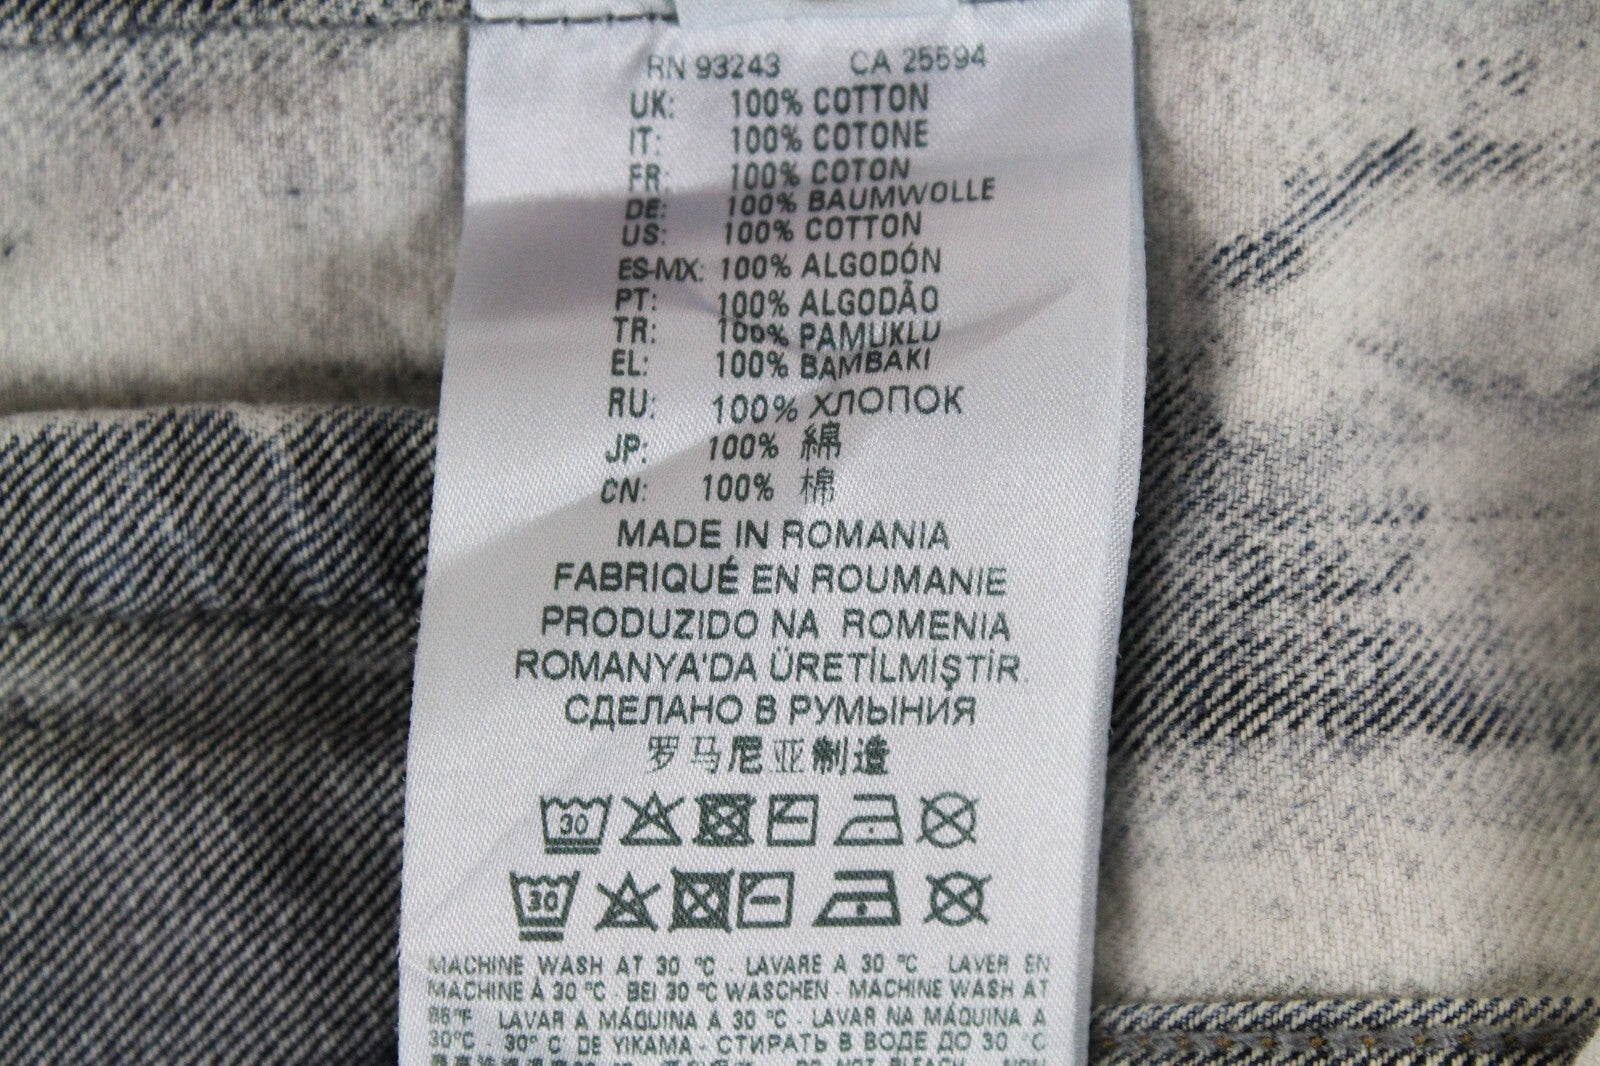 RN 93243 CA 25594
UK: 100% COTTON
IT: 100% COTONE
FR: 100% COTON
DE: 100% BAUMWOLLE
US: 100% COTTON
ES-MX: 100% ALGODÓN
PT: 100% ALGODÃO
TR: 100% PAMUKLU
EL: 100% BAMBAKI
RU: 100% ХЛОПОК
JP: 100% 綿
CN: 100% 棉
MADE IN ROMANIA
FABRIQUÉ EN ROUMANIE
PRODUZIDO NA ROMENIA
ROMANYA'DA ÜRETİLMİŞTİR.
СДЕЛАНО В РУМЫНИЯ
罗马尼亚制造
30
30
MACHINE WASH AT 30 °C - LAVARE A 30 °C LAVER EN
MACHINE À 30 °C - BEI 30 °C WASCHEN - MACHINE WASH AT
LAVAR A MÁQUINA A 30 °C - LAVAR NA MÁQUINA A
30°C - 30° C DE YIKAMA - СТИРАТЬ В ВОДЕ ДО 30 °C